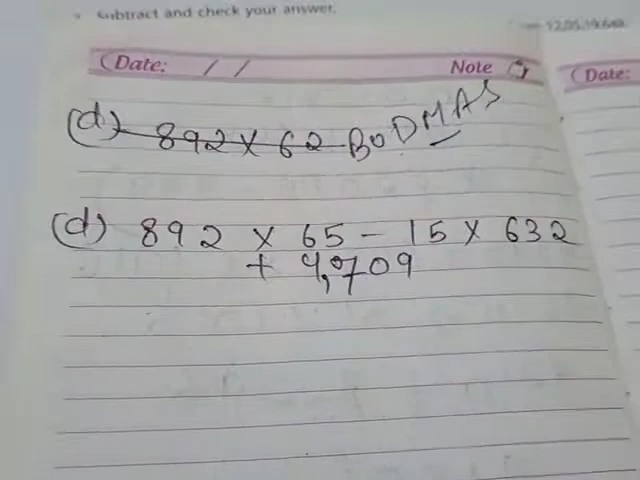 Subtract and check your answer.
Date: / / Note
Date:
(d) 892 X 62 BODMAS
(d) 892 X 65 - 15 X 632
+ 4,709